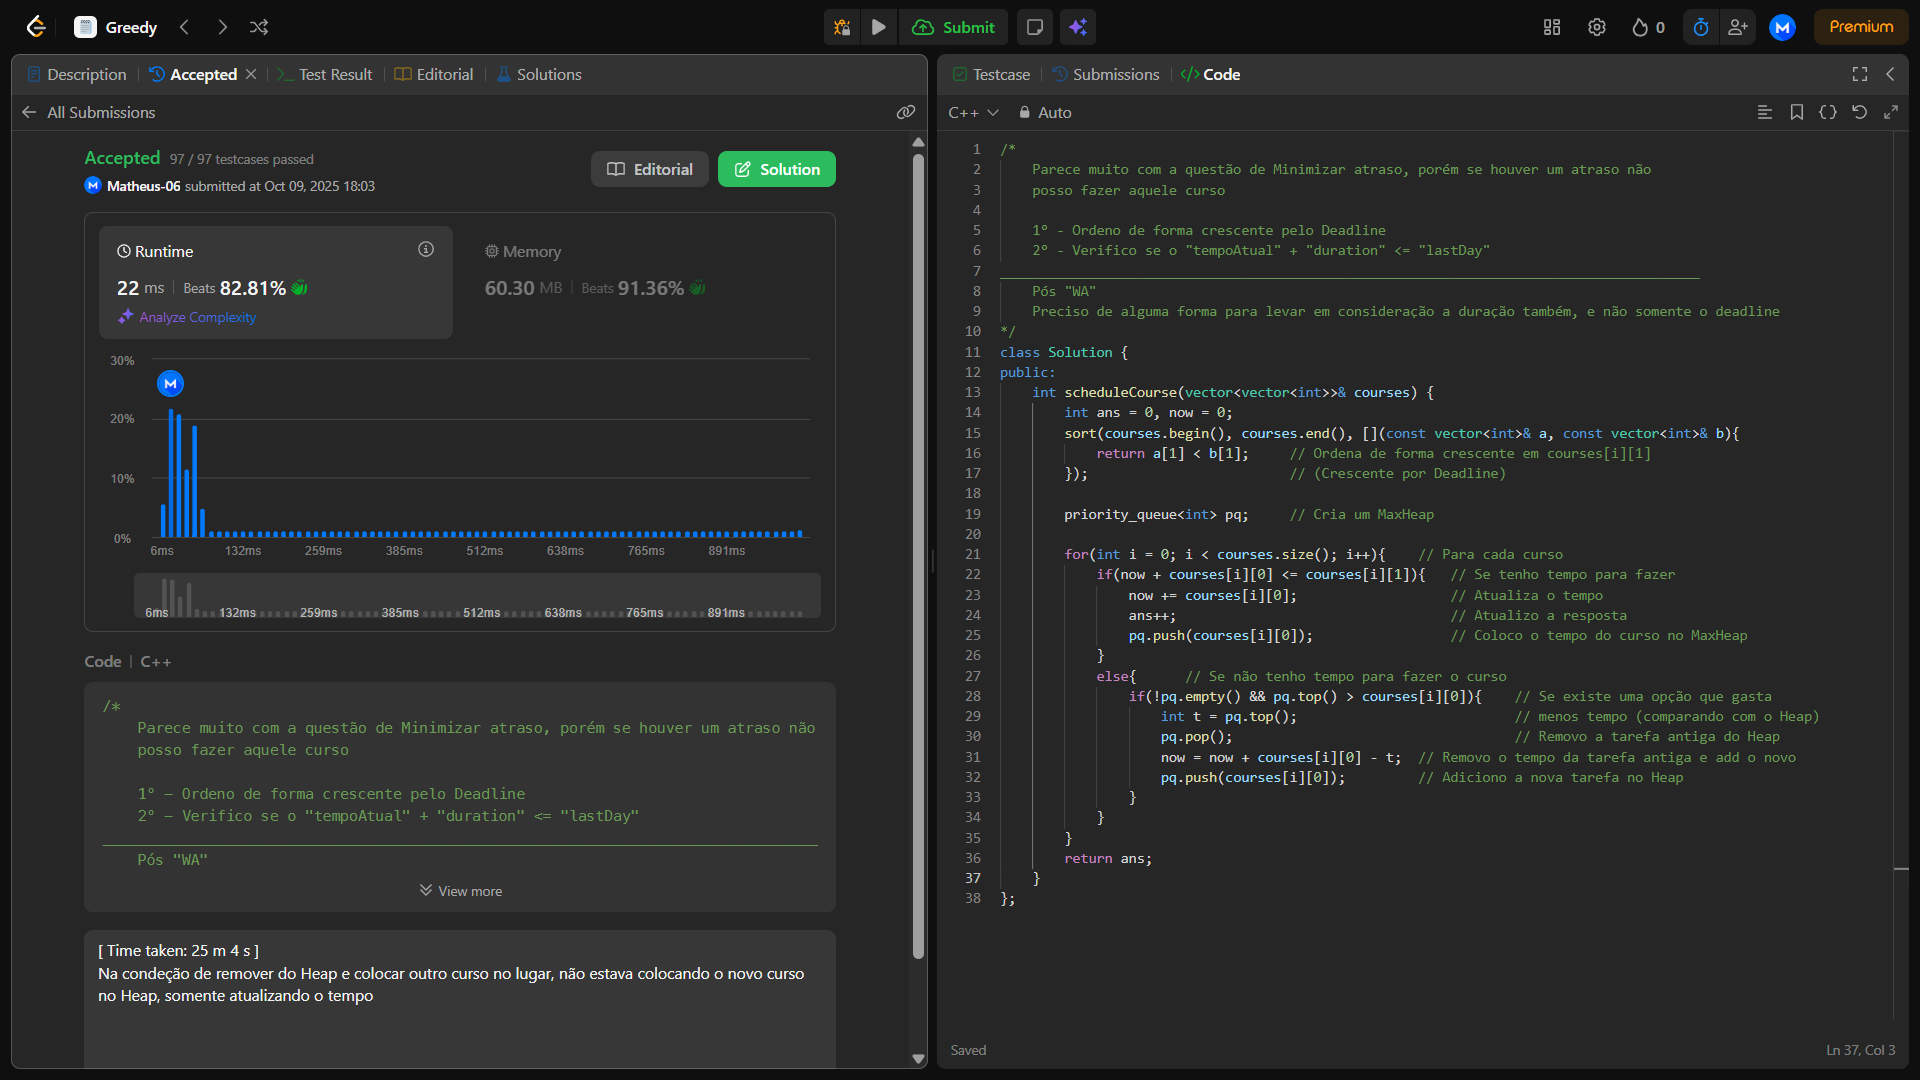 Greedy
Submit
0
Premium
Description
Accepted
Test Result
Editorial
Solutions
All Submissions
Accepted 97 / 97 testcases passed
Matheus-06 submitted at Oct 09, 2025 18:03
Editorial
Solution
Runtime
22 ms Beats 82.81%
Analyze Complexity
Memory
60.30 MB Beats 91.36%
30%
20%
10%
0%
6ms 132ms 259ms 385ms 512ms 638ms 765ms 891ms
6ms 132ms 259ms 385ms 512ms 638ms 765ms 891ms
Code | C++
/*
Parece muito com a questão de Minimizar atraso, porém se houver um atraso não
posso fazer aquele curso
1º - Ordeno de forma crescente pelo Deadline
2º - Verifico se o "tempoAtual" + "duration" <= "lastDay"
Pós "WA"
View more
[ Time taken: 25 m 4 s ]
Na condeção de remover do Heap e colocar outro curso no lugar, não estava colocando o novo curso
no Heap, somente atualizando o tempo
Testcase
Submissions
Code
C++
Auto
1 /*
2 Parece muito com a questão de Minimizar atraso, porém se houver um atraso não
3 posso fazer aquele curso
4
5 1º - Ordeno de forma crescente pelo Deadline
6 2º - Verifico se o "tempoAtual" + "duration" <= "lastDay"
7 _______________________________________________________________________________________
8 Pós "WA"
9 Preciso de alguma forma para levar em consideração a duração também, e não somente o deadline
10 */
11 class Solution {
12 public:
13 int scheduleCourse(vector<vector<int>>& courses) {
14 int ans = 0, now = 0;
15 sort(courses.begin(), courses.end(), [](const vector<int>& a, const vector<int>& b){
16 return a[1] < b[1]; // Ordena de forma crescente em courses[i][1]
17 }); // (Crescente por Deadline)
18
19 priority_queue<int> pq; // Cria um MaxHeap
20
21 for(int i = 0; i < courses.size(); i++){ // Para cada curso
22 if(now + courses[i][0] <= courses[i][1]){ // Se tenho tempo para fazer
23 now += courses[i][0]; // Atualiza o tempo
24 ans++; // Atualizo a resposta
25 pq.push(courses[i][0]); // Coloco o tempo do curso no MaxHeap
26 }
27 else{ // Se não tenho tempo para fazer o curso
28 if(!pq.empty() && pq.top() > courses[i][0]){ // Se existe uma opção que gasta
29 int t = pq.top(); // menos tempo (comparando com o Heap)
30 pq.pop(); // Removo a tarefa antiga do Heap
31 now = now + courses[i][0] - t; // Removo o tempo da tarefa antiga e add o novo
32 pq.push(courses[i][0]); // Adiciono a nova tarefa no Heap
33 }
34 }
35 }
36 return ans;
37 }
38 };
Saved
Ln 37, Col 3